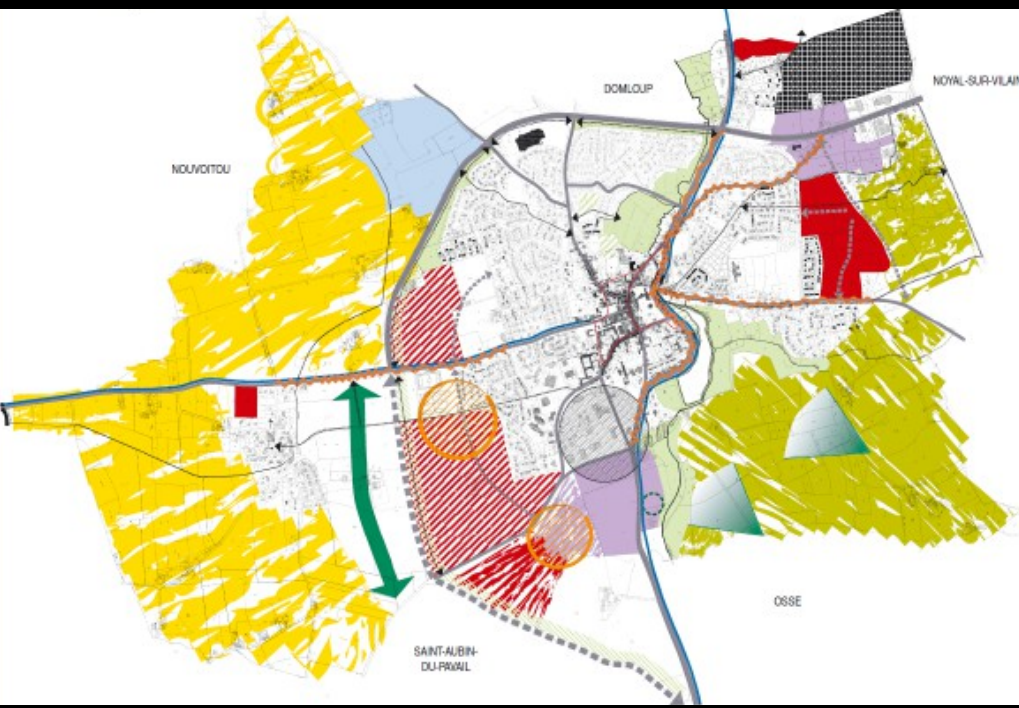 DOMLOUP
NOYAL-SUR-VILAIN
NOUVOITOU
OSSE
SAINT-AUBIN-
DU-PAVAIL